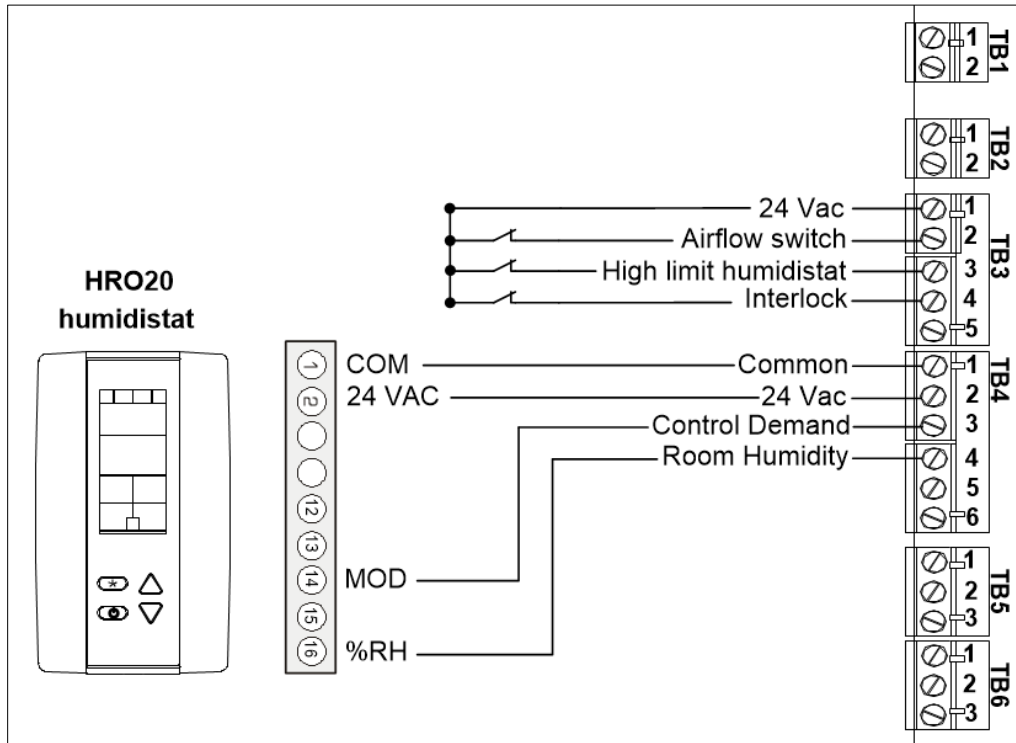 1
2
TB1
1
2
TB2
24 Vac 1
Airflow switch 2
High limit humidistat 3
Interlock 4
5
TB3
HRO20
humidistat
1 COM Common 1
2 24 VAC 24 Vac 2
Control Demand 3
Room Humidity 4
5
6
TB4
12
13
14 MOD
15
16 %RH
1
2
3
TB5
1
2
3
TB6